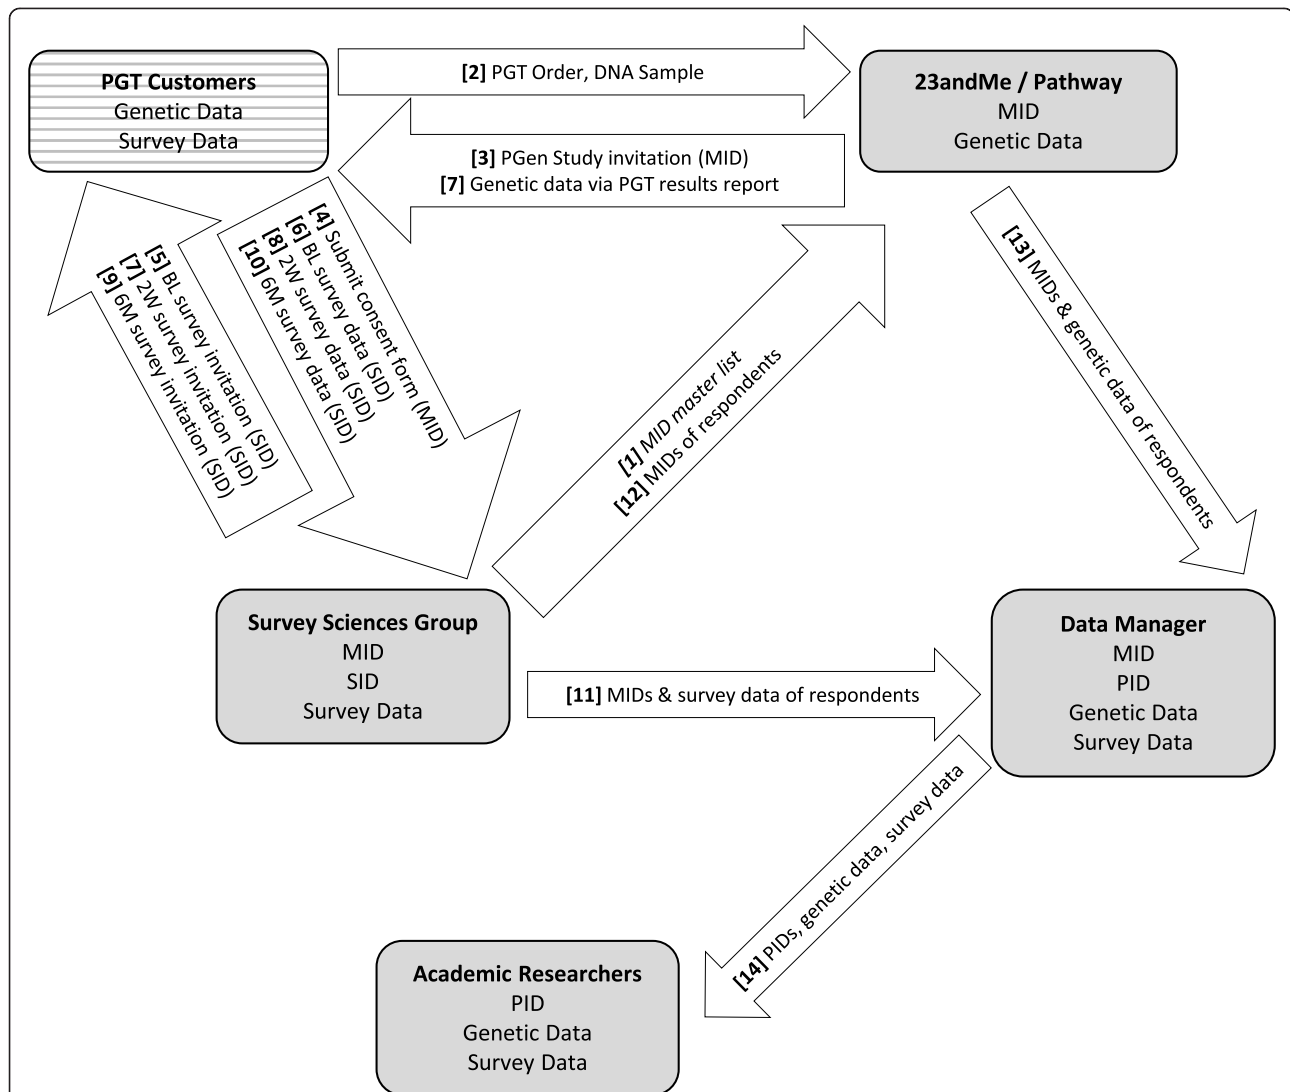 PGT Customers
Genetic Data
Survey Data
[2] PGT Order, DNA Sample
23andMe / Pathway
MID
Genetic Data
[3] PGen Study invitation (MID)
[7] Genetic data via PGT results report
[4] Submit consent form (MID)
[6] BL survey data (SID)
[8] 2W survey data (SID)
[10] 6M survey data (SID)
[5] BL survey invitation (SID)
[7] 2W survey invitation (SID)
[9] 6M survey invitation (SID)
[1] MID master list
[12] MIDs of respondents
[13] MIDs & genetic data of respondents
Survey Sciences Group
MID
SID
Survey Data
[11] MIDs & survey data of respondents
Data Manager
MID
PID
Genetic Data
Survey Data
[14] PIDs, genetic data, survey data
Academic Researchers
PID
Genetic Data
Survey Data